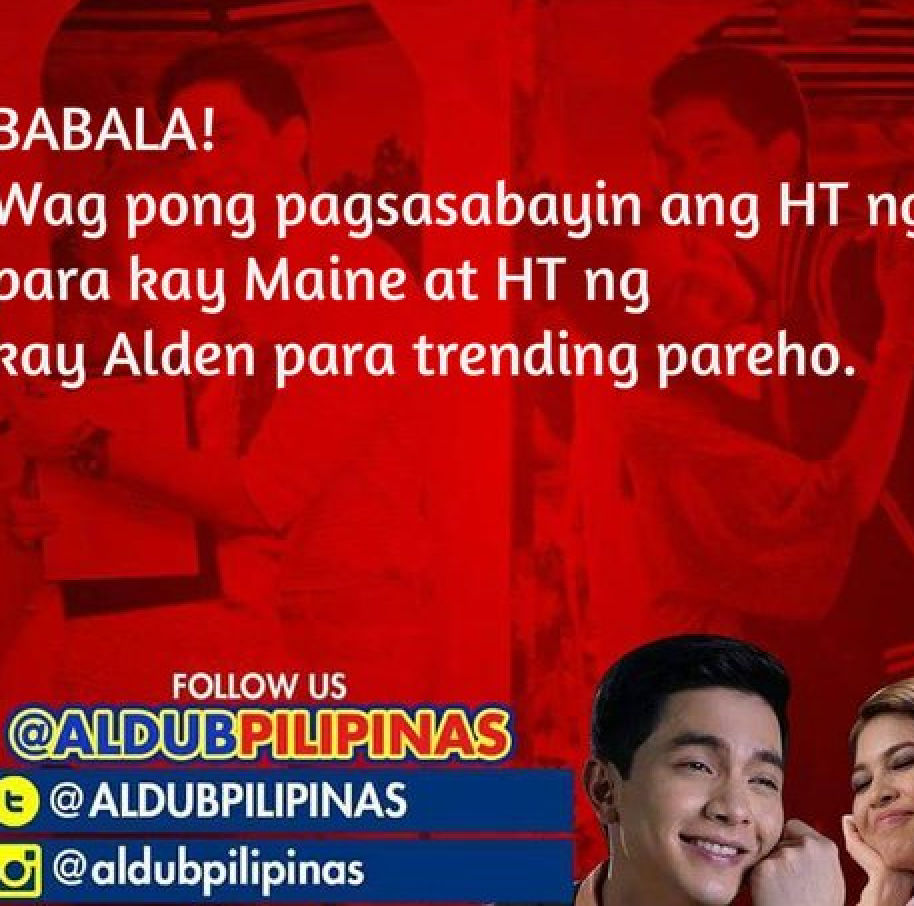 BABALA!
Wag pong pagsasabayin ang HT ng
para kay Maine at HT ng
kay Alden para trending pareho.
FOLLOW US
@ALDUBPILIPINAS
@ALDUBPILIPINAS
@aldubpilipinas